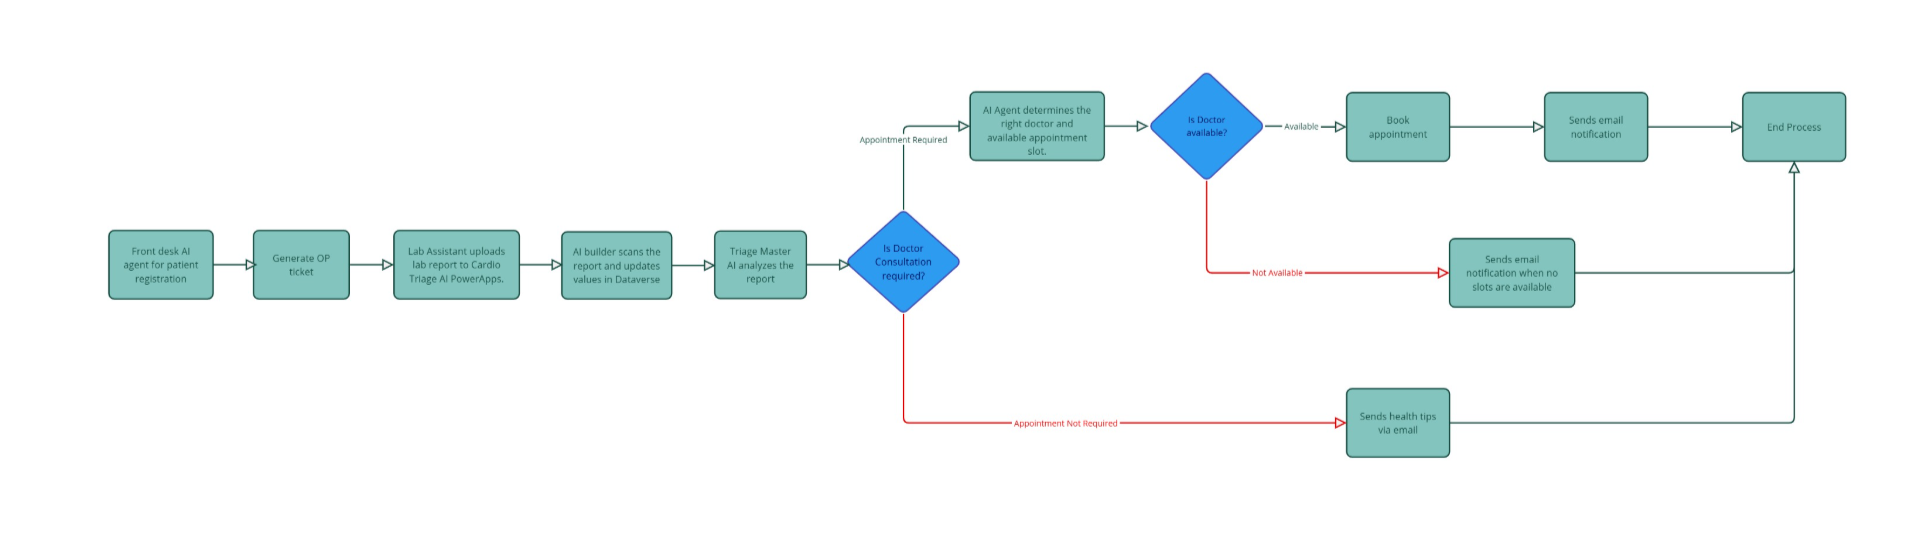 Front desk AI
agent for patient
registration
Generate OP
ticket
Lab Assistant uploads
lab report to Cardio
Triage AI PowerApps.
AI builder scans the
report and updates
values in Dataverse
Triage Master
AI analyzes the
report
Is Doctor
Consultation
required?
Appointment Required
AI Agent determines the
right doctor and
available appointment
slot.
Is Doctor
available?
Available
Book
appointment
Sends email
notification
End Process
Not Available
Sends email
notification when no
slots are available
Appointment Not Required
Sends health tips
via email